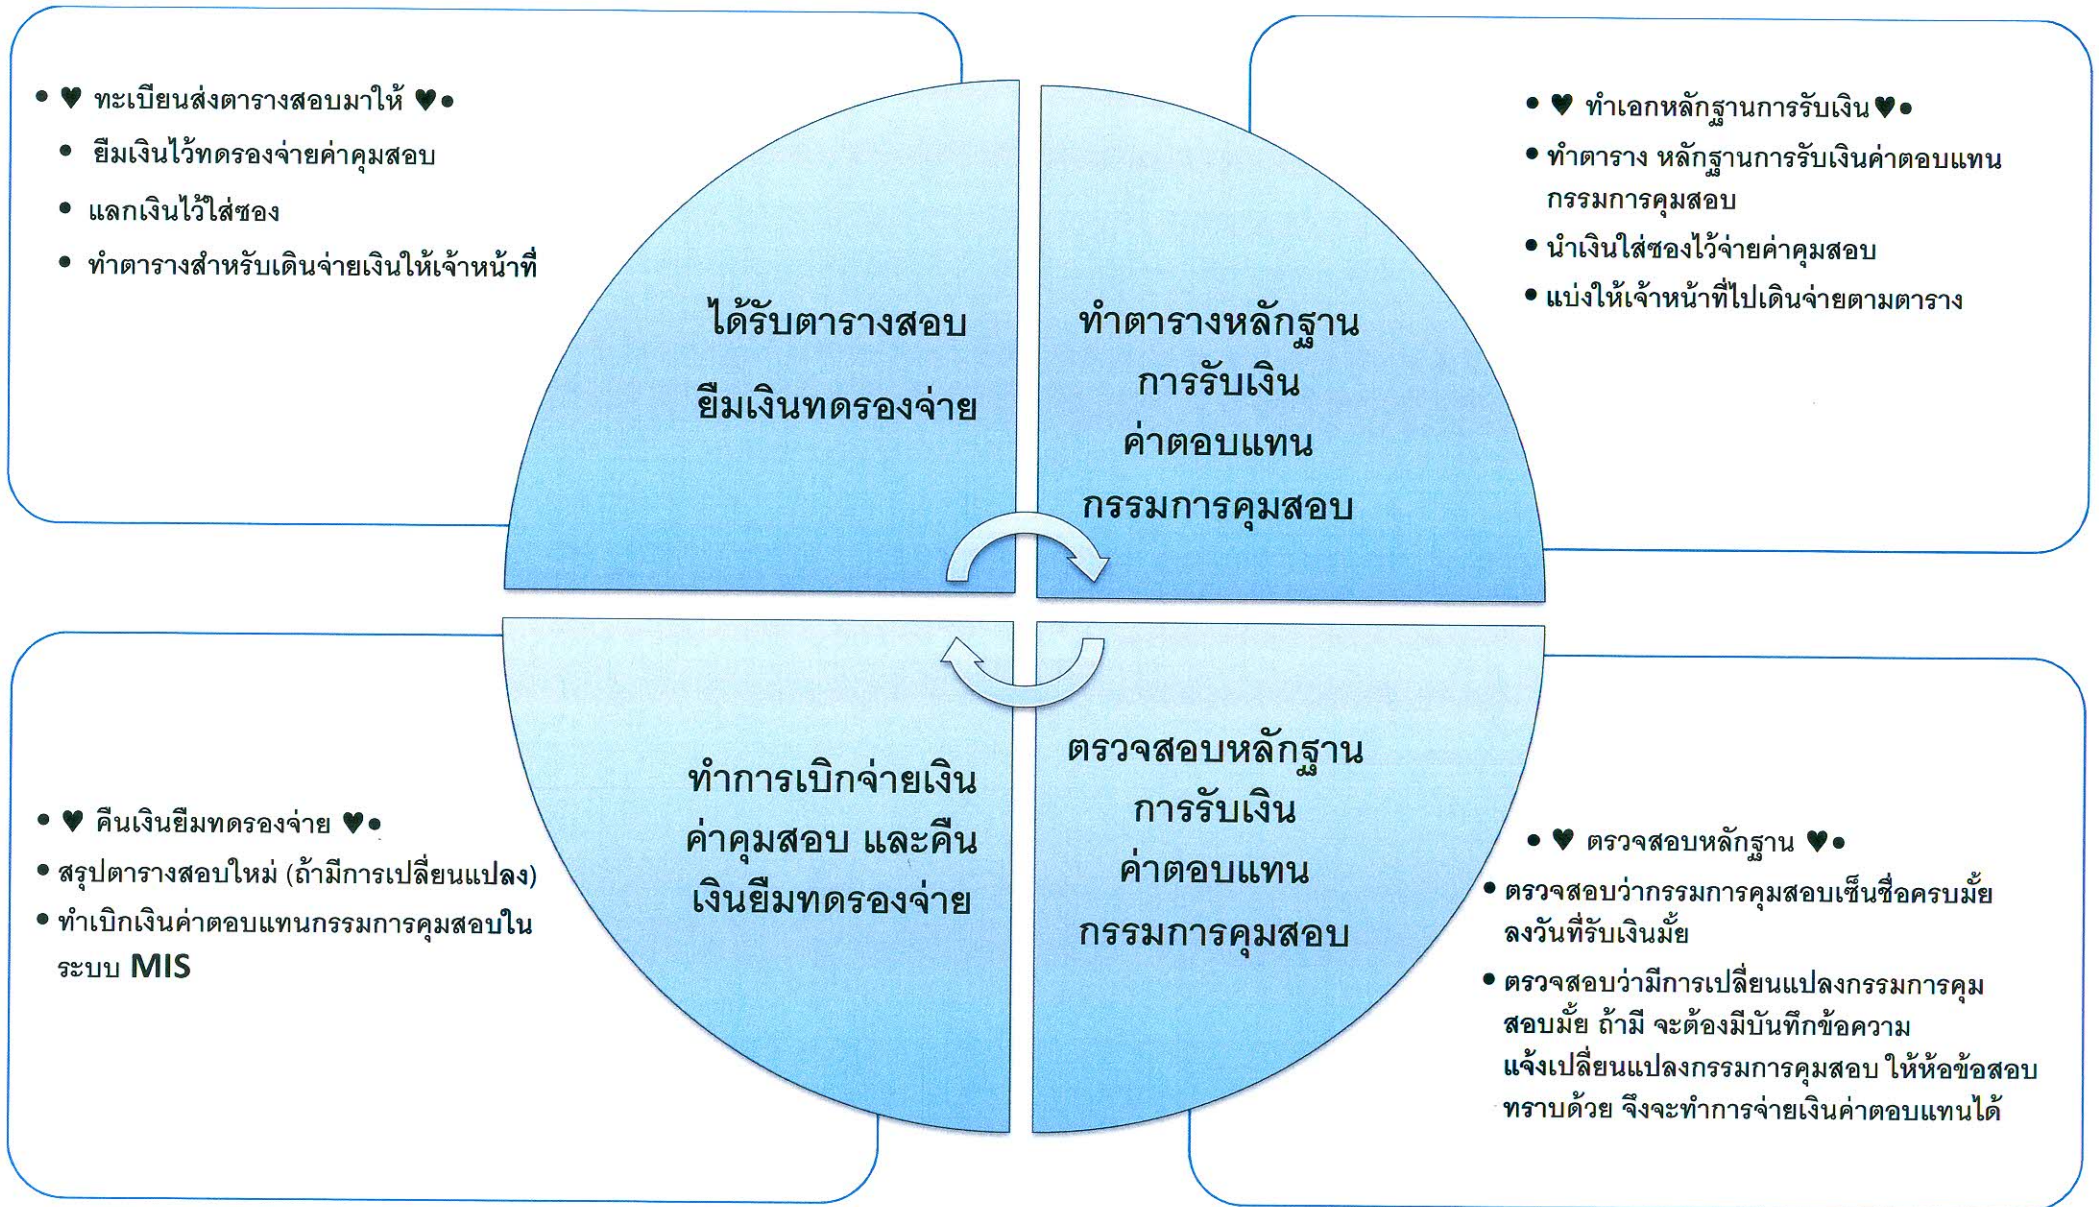 • ♥ ทะเบียนส่งตารางสอบมาให้ ♥•
• ยืมเงินไว้ทดรองจ่ายค่าคุมสอบ
• แลกเงินไว้ใส่ซอง
• ทำตารางสำหรับเดินจ่ายเงินให้เจ้าหน้าที่
ได้รับตารางสอบ
ยืมเงินทดรองจ่าย
• ♥ ทำเอกหลักฐานการรับเงิน♥•
• ทำตาราง หลักฐานการรับเงินค่าตอบแทน
กรรมการคุมสอบ
• นำเงินใส่ซองไว้จ่ายค่าคุมสอบ
• แบ่งให้เจ้าหน้าที่ไปเดินจ่ายตามตาราง
ทำตารางหลักฐาน
การรับเงิน
ค่าตอบแทน
กรรมการคุมสอบ
ตรวจสอบหลักฐาน
การรับเงิน
ค่าตอบแทน
กรรมการคุมสอบ
• ♥ ตรวจสอบหลักฐาน ♥•
• ตรวจสอบว่ากรรมการคุมสอบเซ็นชื่อครบมั้ย
ลงวันที่รับเงินมั้ย
• ตรวจสอบว่ามีการเปลี่ยนแปลงกรรมการคุม
สอบมั้ย ถ้ามี จะต้องมีบันทึกข้อความ
แจ้งเปลี่ยนแปลงกรรมการคุมสอบ ให้ห้อข้อสอบ
ทราบด้วย จึงจะทำการจ่ายเงินค่าตอบแทนได้
ทำการเบิกจ่ายเงิน
ค่าคุมสอบ และคืน
เงินยืมทดรองจ่าย
• ♥ คืนเงินยืมทดรองจ่าย ♥•
• สรุปตารางสอบใหม่ (ถ้ามีการเปลี่ยนแปลง)
• ทำเบิกเงินค่าตอบแทนกรรมการคุมสอบใน
ระบบ MIS